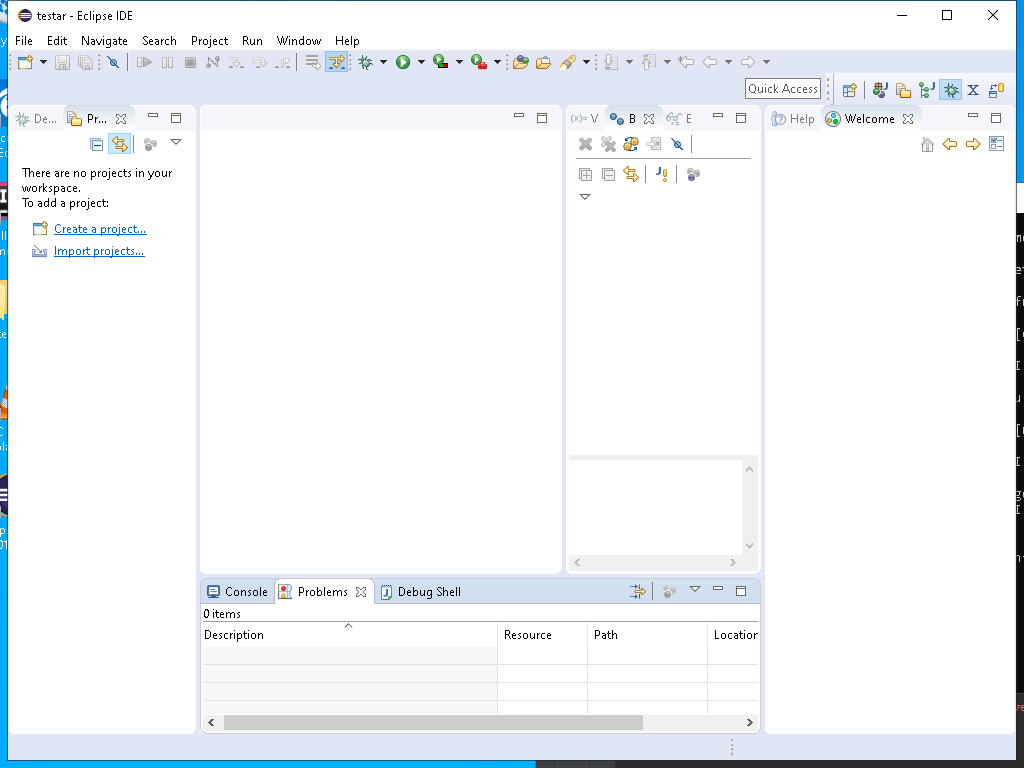 testar - Eclipse IDE
File Edit Navigate Search Project Run Window Help
Quick Access
De... Pr...
(x)= V B E
Help Welcome
There are no projects in your
workspace.
To add a project:
Create a project...
Import projects...
Console Problems Debug Shell
0 items
Description Resource Path Location